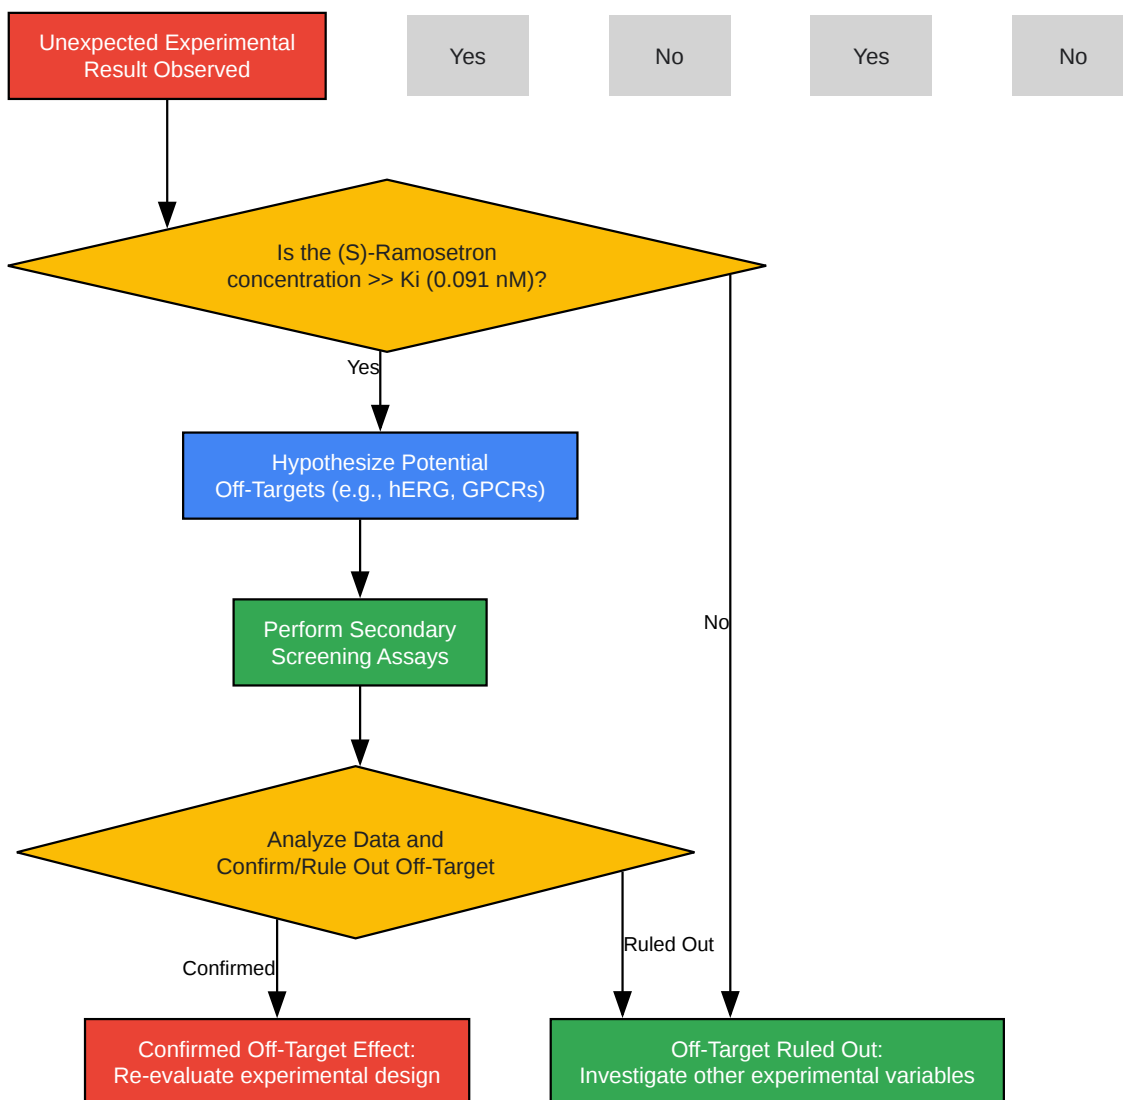 Unexpected Experimental
Result Observed
Yes
No
Yes
No
Is the (S)-Ramosetron
concentration >> Ki (0.091 nM)?
Yes
Hypothesize Potential
Off-Targets (e.g., hERG, GPCRs)
No
Perform Secondary
Screening Assays
Analyze Data and
Confirm/Rule Out Off-Target
Ruled Out
Confirmed
Confirmed Off-Target Effect:
Re-evaluate experimental design
Off-Target Ruled Out:
Investigate other experimental variables